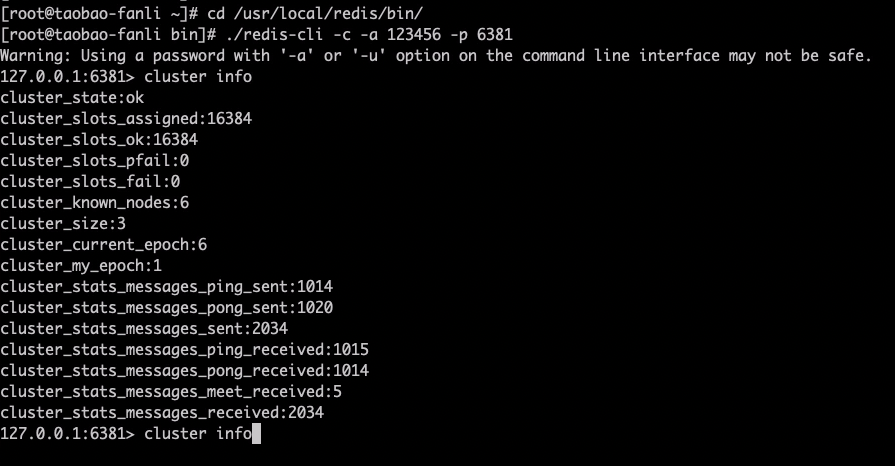 [root@taobao-fanli ~]# cd /usr/local/redis/bin/
[root@taobao-fanli bin]# ./redis-cli -c -a 123456 -p 6381
Warning: Using a password with '-a' or '-u' option on the command line interface may not be safe.
127.0.0.1:6381> cluster info
cluster_state:ok
cluster_slots_assigned:16384
cluster_slots_ok:16384
cluster_slots_pfail:0
cluster_slots_fail:0
cluster_known_nodes:6
cluster_size:3
cluster_current_epoch:6
cluster_my_epoch:1
cluster_stats_messages_ping_sent:1014
cluster_stats_messages_pong_sent:1020
cluster_stats_messages_sent:2034
cluster_stats_messages_ping_received:1015
cluster_stats_messages_pong_received:1014
cluster_stats_messages_meet_received:5
cluster_stats_messages_received:2034
127.0.0.1:6381> cluster info